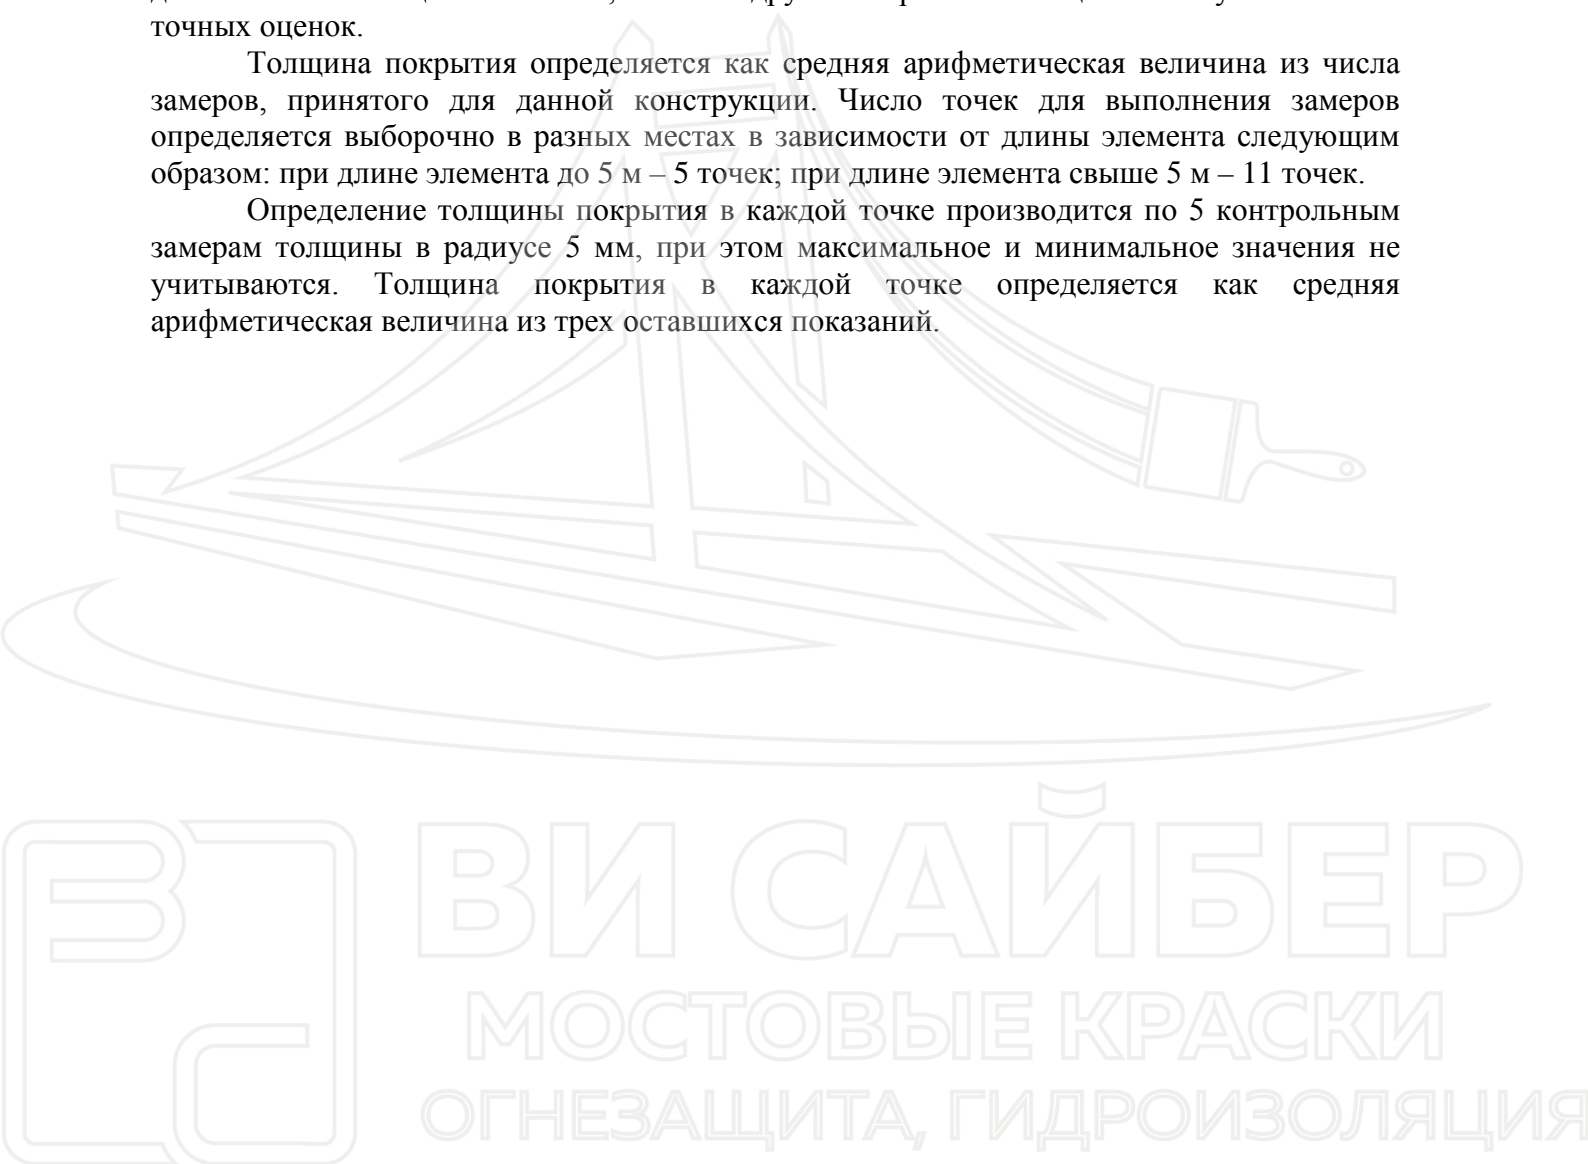 точных оценок.
Толщина покрытия определяется как средняя арифметическая величина из числа
замеров, принятого для данной конструкции. Число точек для выполнения замеров
определяется выборочно в разных местах в зависимости от длины элемента следующим
образом: при длине элемента до 5 м – 5 точек; при длине элемента свыше 5 м – 11 точек.
Определение толщины покрытия в каждой точке производится по 5 контрольным
замерам толщины в радиусе 5 мм, при этом максимальное и минимальное значения не
учитываются. Толщина покрытия в каждой точке определяется как средняя
арифметическая величина из трех оставшихся показаний.
ВИ САЙБЕР
МОСТОВЫЕ КРАСКИ
ОГНЕЗАЩИТА, ГИДРОИЗОЛЯЦИЯ